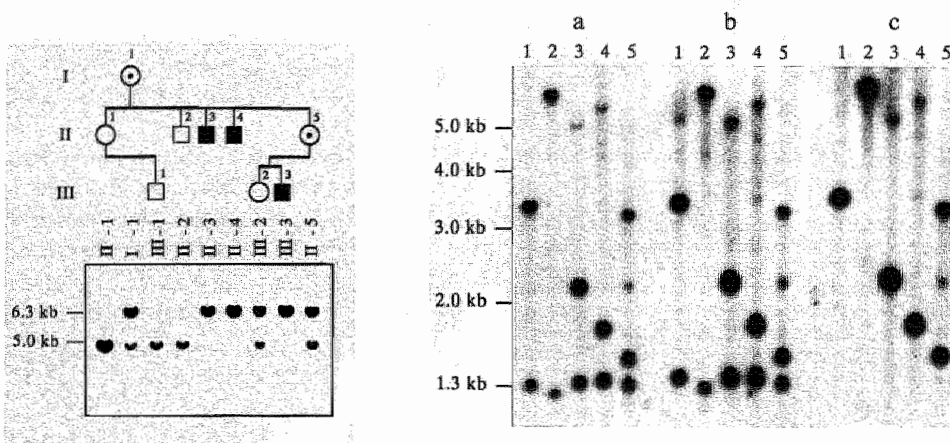 I
1
II
1
2
3
4
5
III
1
2
3
II - 1
I - 1
III - 1
II - 2
II - 3
II - 4
III - 2
III - 3
II - 5
6.3 kb
5.0 kb
a b c
1 2 3 4 5 1 2 3 4 5 1 2 3 4 5
5.0 kb
4.0 kb
3.0 kb
2.0 kb
1.3 kb